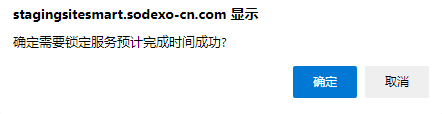 stagingsitesmart.sodexo-cn.com 显示
确定需要锁定服务预计完成时间成功?
确定
取消